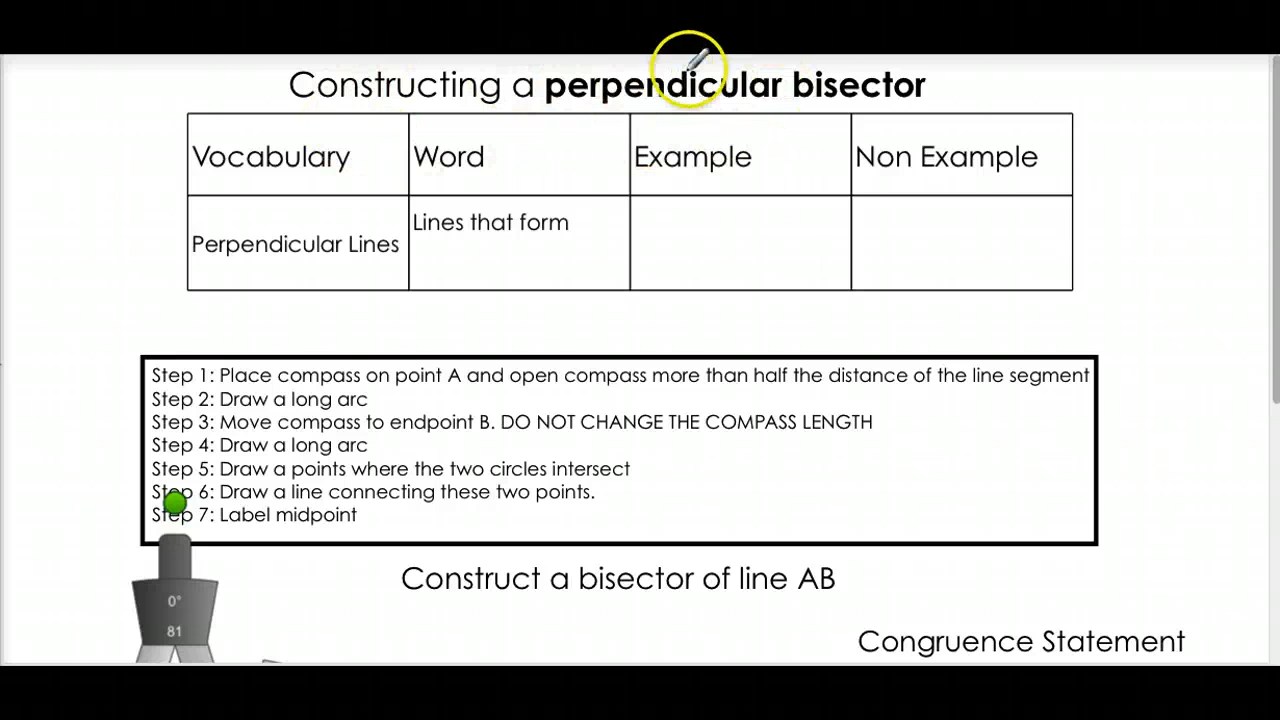 Constructing a perpendicular bisector
Vocabulary Word Example Non Example
Perpendicular Lines Lines that form
Step 1: Place compass on point A and open compass more than half the distance of the line segment
Step 2: Draw a long arc
Step 3: Move compass to endpoint B. DO NOT CHANGE THE COMPASS LENGTH
Step 4: Draw a long arc
Step 5: Draw a points where the two circles intersect
Step 6: Draw a line connecting these two points.
Step 7: Label midpoint
Construct a bisector of line AB
0°
81
Congruence Statement